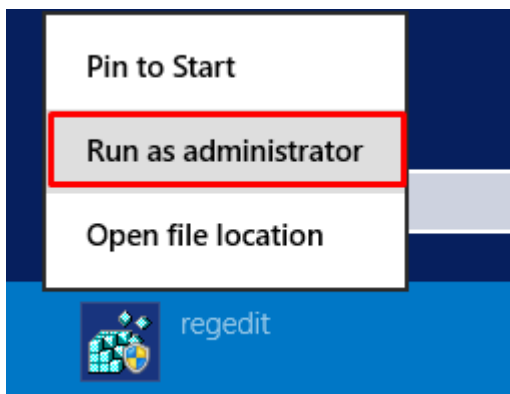 Pin to Start
Run as administrator
Open file location
regedit